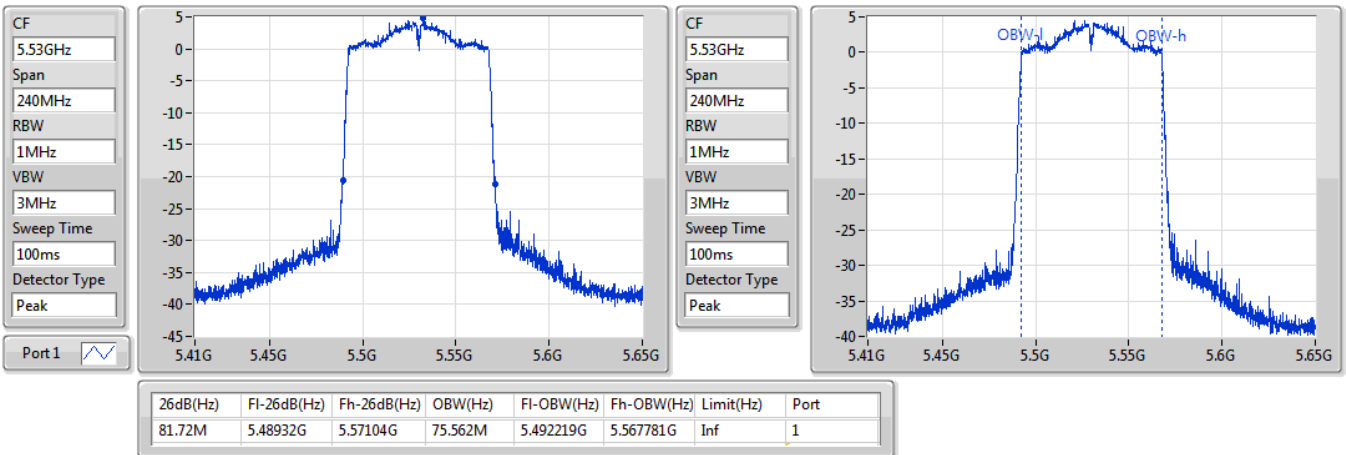 CF
5.53GHz
Span
240MHz
RBW
1MHz
VBW
3MHz
Sweep Time
100ms
Detector Type
Peak
Port 1
5
0
-5
-10
-15
-20
-25
-30
-35
-40
-45
5.41G 5.45G 5.5G 5.55G 5.6G 5.65G
CF
5.53GHz
Span
240MHz
RBW
1MHz
VBW
3MHz
Sweep Time
100ms
Detector Type
Peak
OBW-l OBW-h
5
0
-5
-10
-15
-20
-25
-30
-35
-40
5.41G 5.45G 5.5G 5.55G 5.6G 5.65G
26dB(Hz) Fl-26dB(Hz) Fh-26dB(Hz) OBW(Hz) Fl-OBW(Hz) Fh-OBW(Hz) Limit(Hz) Port
81.72M 5.48932G 5.57104G 75.562M 5.492219G 5.567781G Inf 1